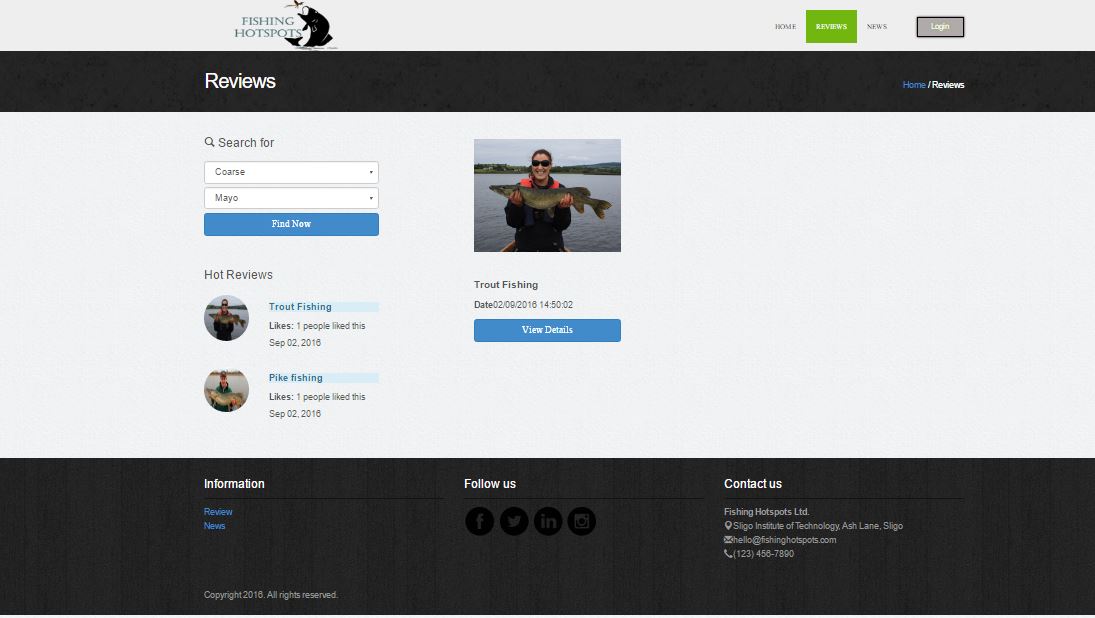 FISHING
HOTSPOTS
HOME
REVIEWS
NEWS
Login
Reviews
Home / Reviews
Search for
Coarse
Mayo
Find Now
Hot Reviews
Trout Fishing
Likes: 1 people liked this
Sep 02, 2016
Pike fishing
Likes: 1 people liked this
Sep 02, 2016
Trout Fishing
Date02/09/2016 14:50:02
View Details
Information
Review
News
Follow us
Contact us
Fishing Hotspots Ltd.
Sligo Institute of Technology, Ash Lane, Sligo
hello@fishinghotspots.com
(123) 456-7890
Copyright 2016. All rights reserved.